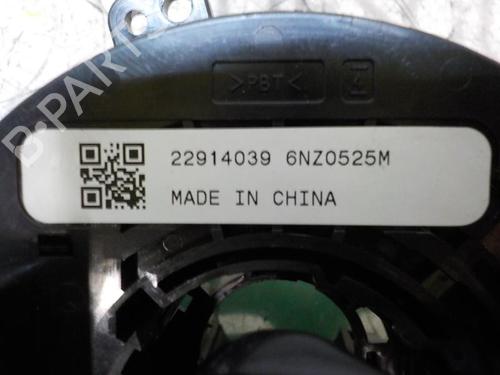 >PBT<
22914039 6NZ0525M
MADE IN CHINA
B-PARTS